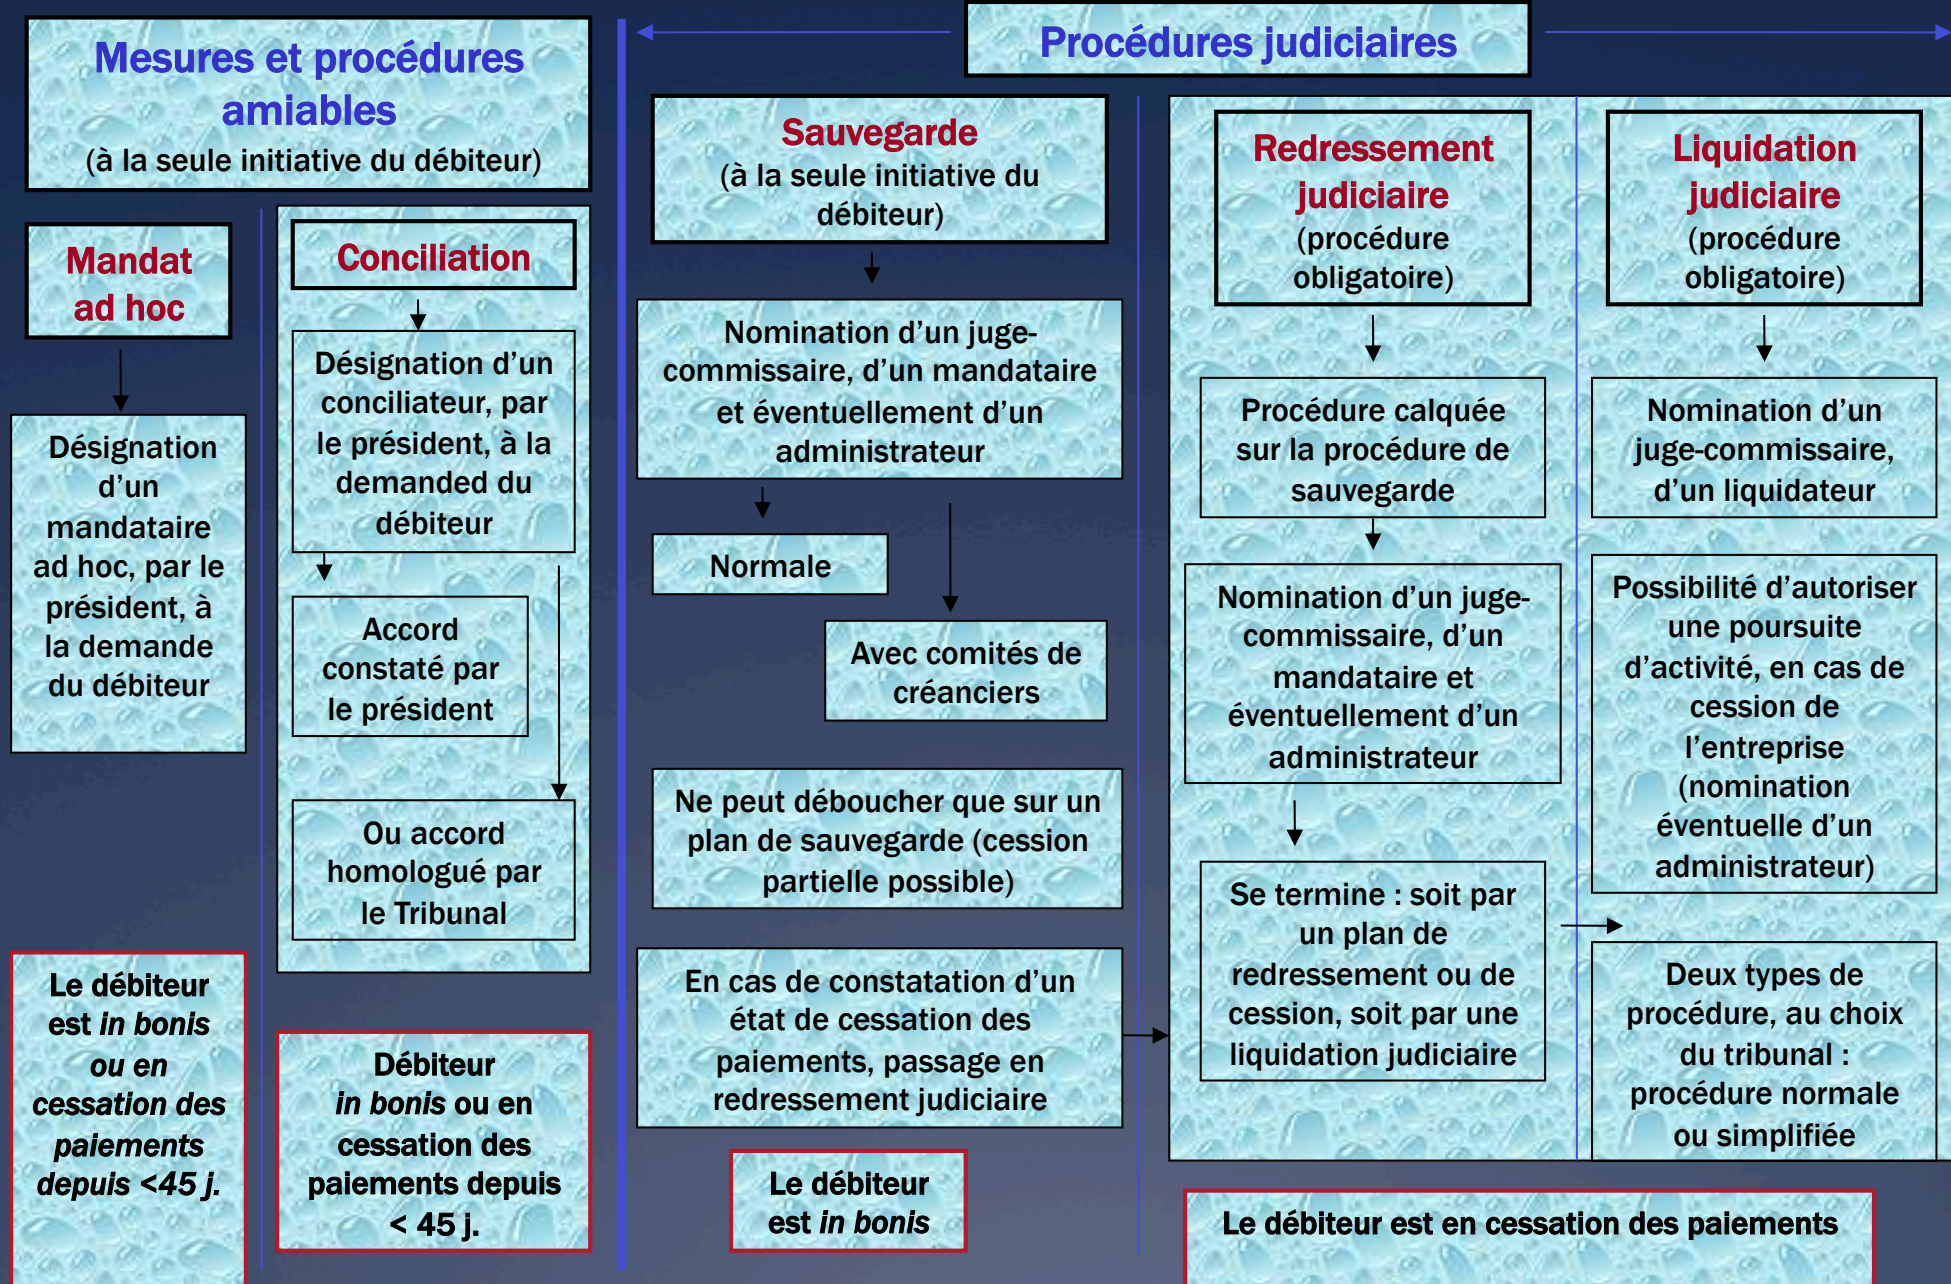 Mesures et procédures
amiables
(à la seule initiative du débiteur)
Procédures judiciaires
Mandat
ad hoc
Désignation
d’un
mandataire
ad hoc, par le
président, à
la demande
du débiteur
Le débiteur
est in bonis
ou en
cessation des
paiements
depuis <45 j.
Conciliation
Désignation d’un
conciliateur, par
le président, à la
demanded du
débiteur
Accord
constaté par
le président
Ou accord
homologué par
le Tribunal
Débiteur
in bonis ou en
cessation des
paiements depuis
< 45 j.
Sauvegarde
(à la seule initiative du
débiteur)
Nomination d’un juge-
commissaire, d’un mandataire
et éventuellement d’un
administrateur
Normale
Avec comités de
créanciers
Ne peut déboucher que sur un
plan de sauvegarde (cession
partielle possible)
En cas de constatation d’un
état de cessation des
paiements, passage en
redressement judiciaire
Le débiteur
est in bonis
Redressement
judiciaire
(procédure
obligatoire)
Procédure calquée
sur la procédure de
sauvegarde
Nomination d’un juge-
commissaire, d’un
mandataire et
éventuellement d’un
administrateur
Se termine : soit par
un plan de
redressement ou de
cession, soit par une
liquidation judiciaire
Liquidation
judiciaire
(procédure
obligatoire)
Nomination d’un
juge-commissaire,
d’un liquidateur
Possibilité d’autoriser
une poursuite
d’activité, en cas de
cession de
l’entreprise
(nomination
éventuelle d’un
administrateur)
Deux types de
procédure, au choix
du tribunal :
procédure normale
ou simplifiée
Le débiteur est en cessation des paiements